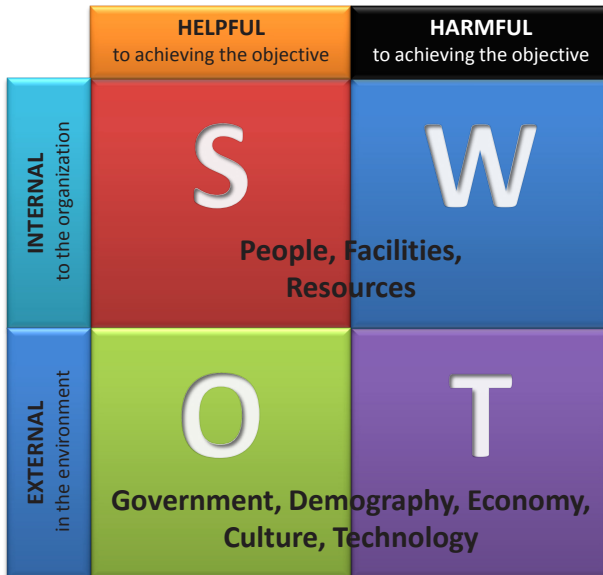 HELPFUL
to achieving the objective
HARMFUL
to achieving the objective
INTERNAL
to the organization
S
W
People, Facilities,
Resources
EXTERNAL
in the environment
O
T
Government, Demography, Economy,
Culture, Technology